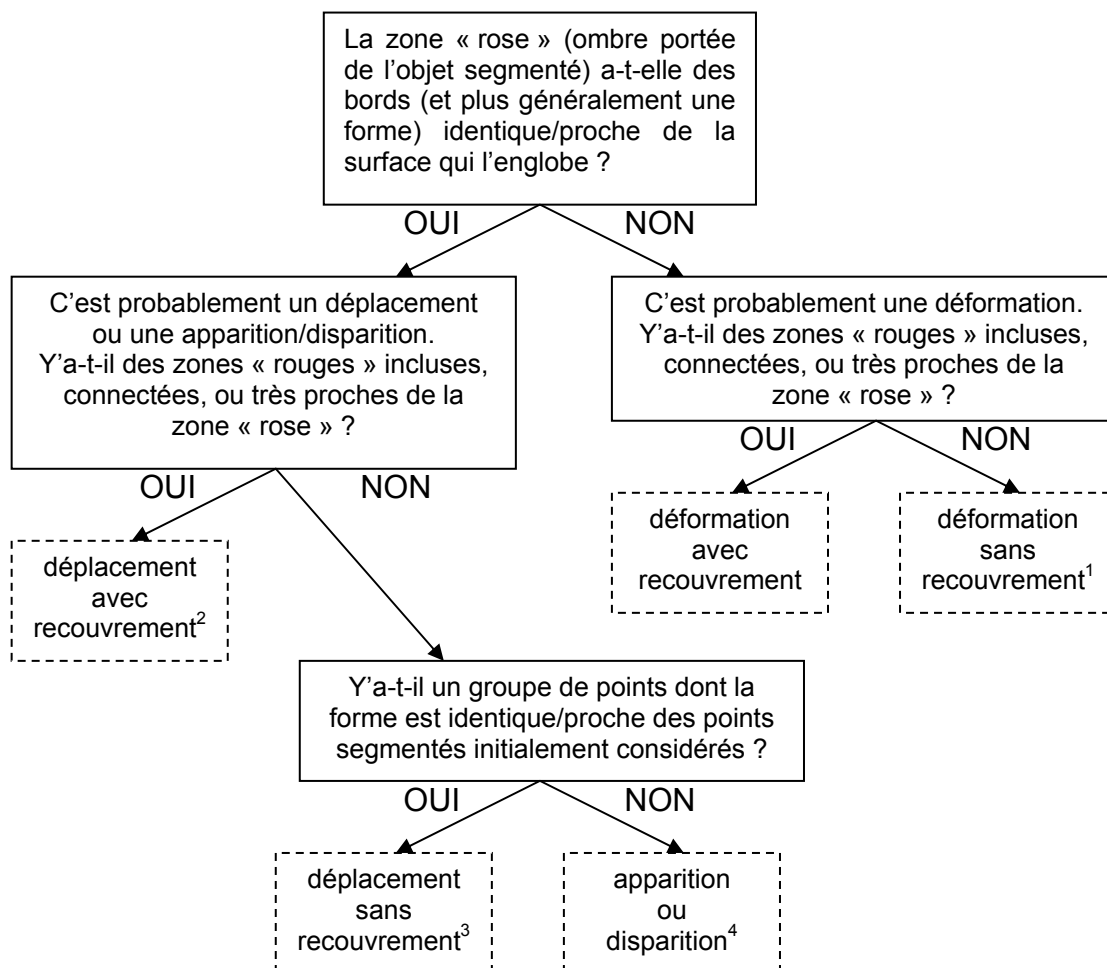 La zone « rose » (ombre portée
de l’objet segmenté) a-t-elle des
bords (et plus généralement une
forme) identique/proche de la
surface qui l’englobe ?
OUI NON
C’est probablement un déplacement
ou une apparition/disparition.
Y’a-t-il des zones « rouges » incluses,
connectées, ou très proches de la
zone « rose » ?
C’est probablement une déformation.
Y’a-t-il des zones « rouges » incluses,
connectées, ou très proches de la
zone « rose » ?
OUI NON
OUI NON
déplacement
avec
recouvrement²
déformation
avec
recouvrement
déformation
sans
recouvrement¹
Y’a-t-il un groupe de points dont la
forme est identique/proche des points
segmentés initialement considérés ?
OUI NON
déplacement
sans
recouvrement³
apparition
ou
disparition⁴